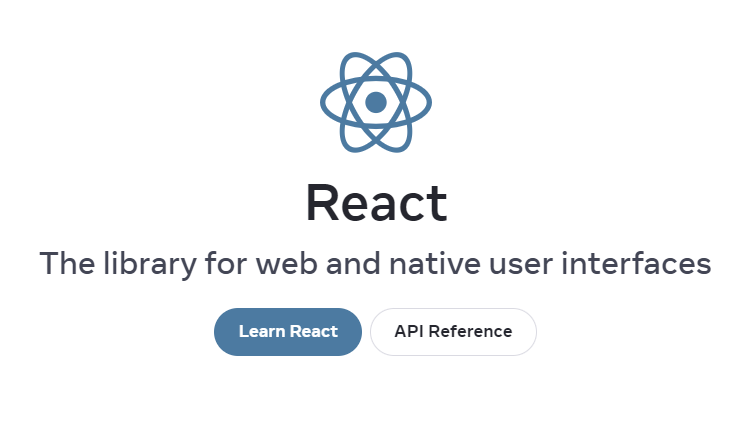 React
The library for web and native user interfaces
Learn React API Reference